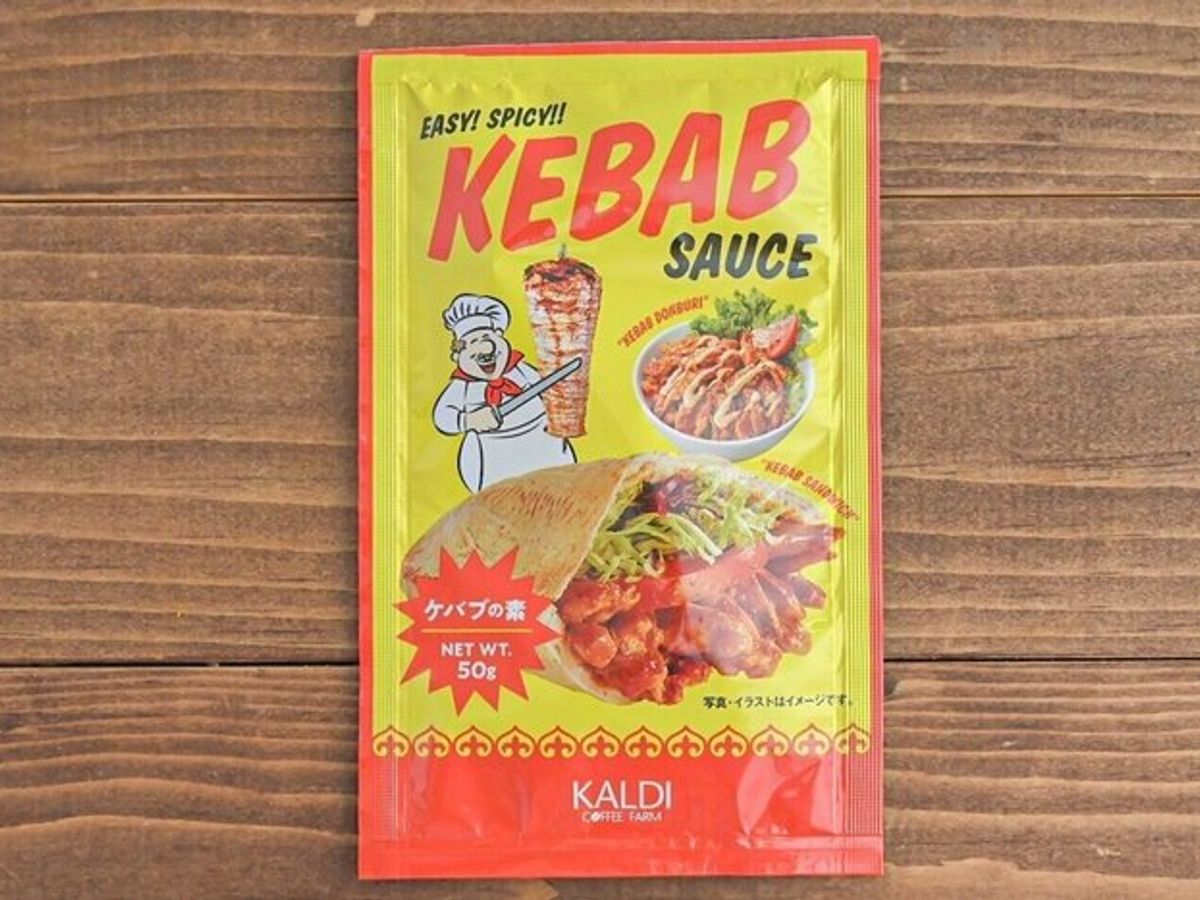 EASY! SPICY!!
KEBAB
SAUCE
"KEBAB DONBURI"
"KEBAB SANDWICH"
ケバブの素
NET WT.
50g
写真・イラストはイメージです。
KALDI
COFFEE FARM